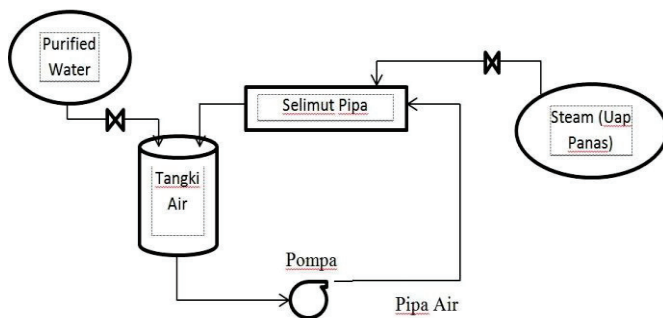 Purified
Water
Selimut Pipa
Steam (Uap
Panas)
Tangki
Air
Pompa
Pipa Air